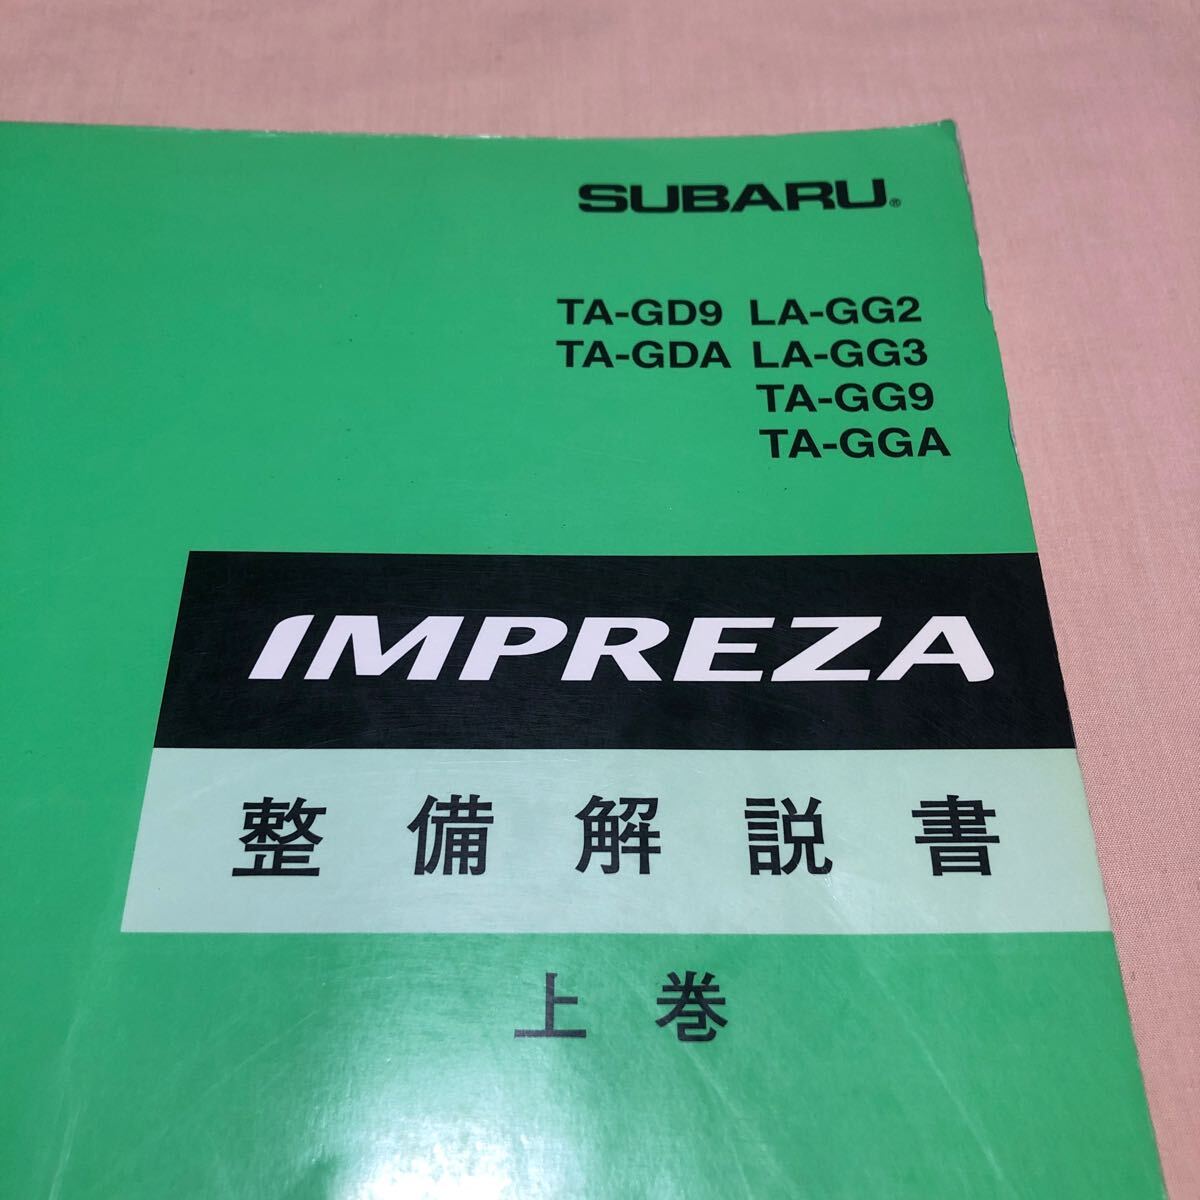 SUBARU®
TA-GD9 LA-GG2
TA-GDA LA-GG3
TA-GG9
TA-GGA
IMPREZA
整備解説書
上巻